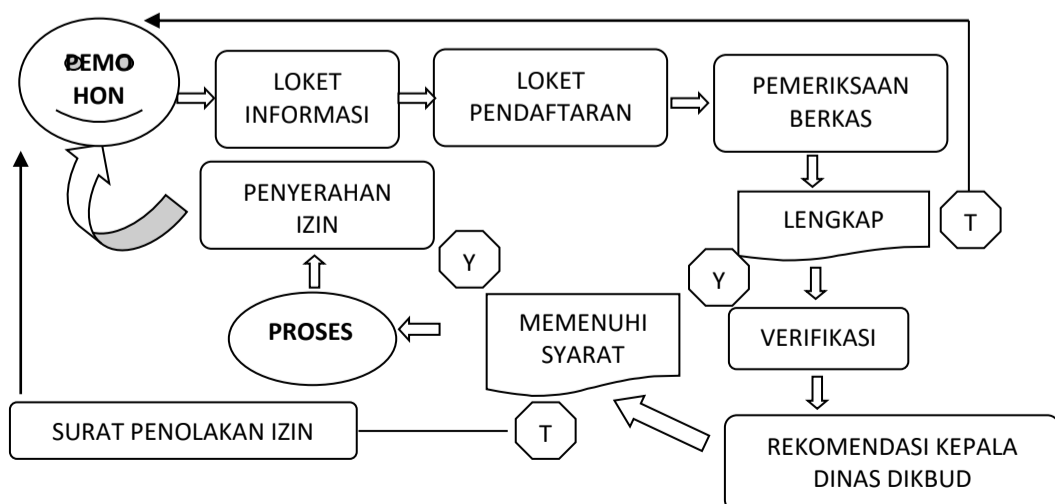 PEMO
HON
LOKET
INFORMASI
LOKET
PENDAFTARAN
PEMERIKSAAN
BERKAS
LENGKAP
T
Y
VERIFIKASI
REKOMENDASI KEPALA
DINAS DIKBUD
MEMENUHI
SYARAT
Y
PROSES
PENYERAHAN
IZIN
T
SURAT PENOLAKAN IZIN